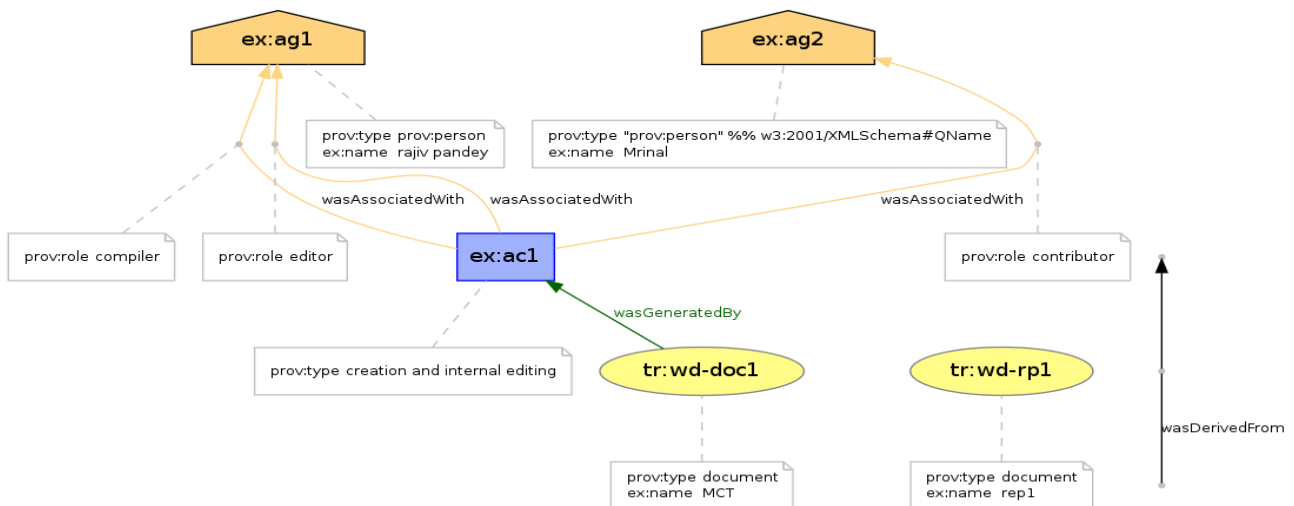 ex:ag1
ex:ag2
prov:type prov:person
ex:name rajiv pandey
prov:type "prov:person" %% w3:2001/XMLSchema#QName
ex:name Mrinal
wasAssociatedWith
wasAssociatedWith
wasAssociatedWith
prov:role compiler
prov:role editor
ex:ac1
prov:role contributor
wasGeneratedBy
prov:type creation and internal editing
tr:wd-doc1
tr:wd-rp1
wasDerivedFrom
prov:type document
ex:name MCT
prov:type document
ex:name rep1